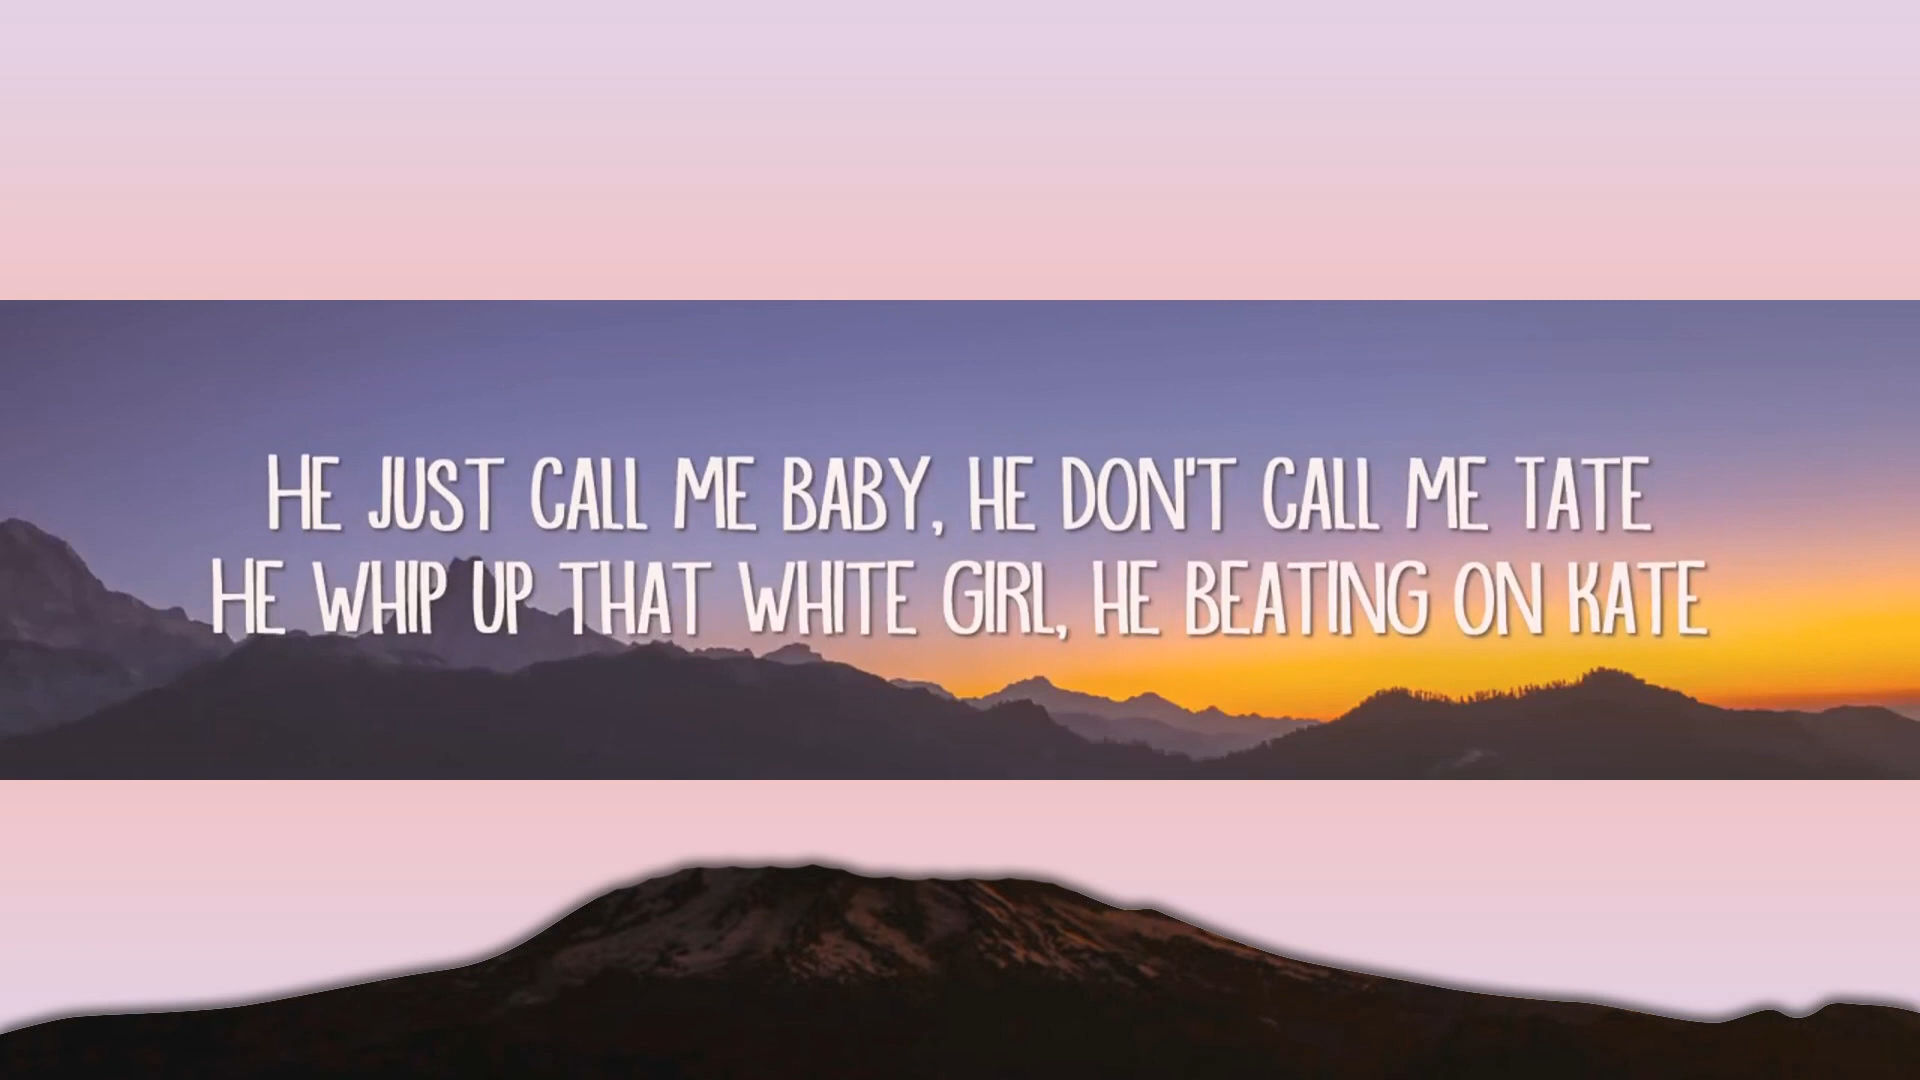 HE JUST CALL ME BABY, HE DON'T CALL ME TATE
HE WHIP UP THAT WHITE GIRL, HE BEATING ON KATE